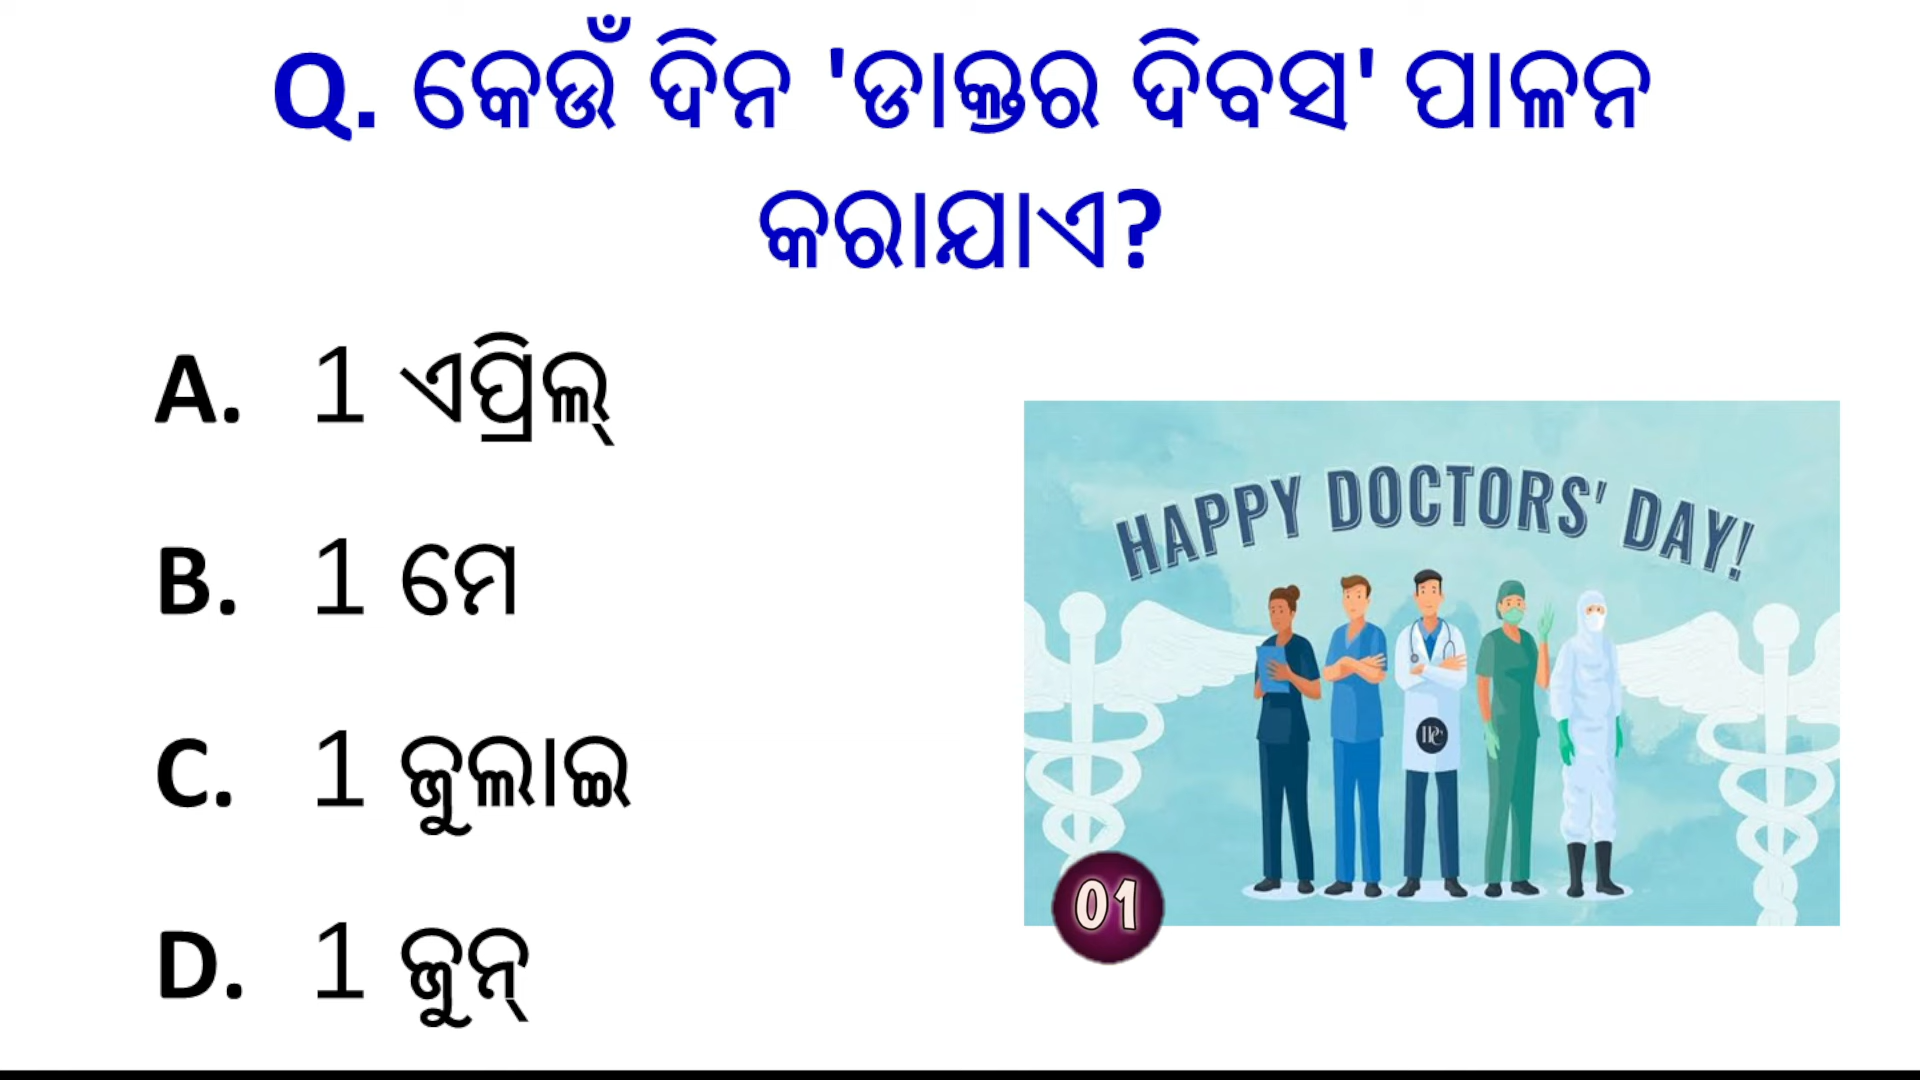 Q. କେଉଁ ଦିନ 'ଡାକ୍ତର ଦିବସ' ପାଳନ
କରାଯାଏ?
A. 1 ଏପ୍ରିଲ୍
B. 1 ମେ
C. 1 ଜୁଲାଇ
D. 1 ଜୁନ୍
HAPPY DOCTORS' DAY!
01